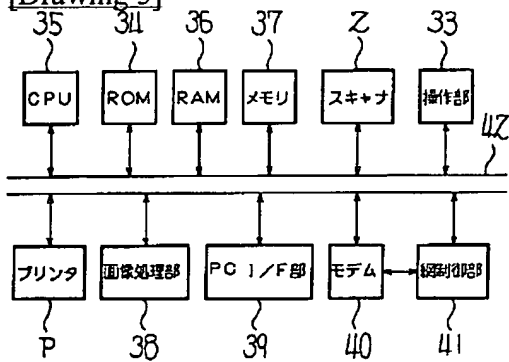 [Drawing 5]
35 34 36 37 Z 33
CPU ROM RAM メモリ スキャナ 操作部
42
プリンタ 画像処理部 PC I/F部 モデム 網制御部
P 38 39 40 41